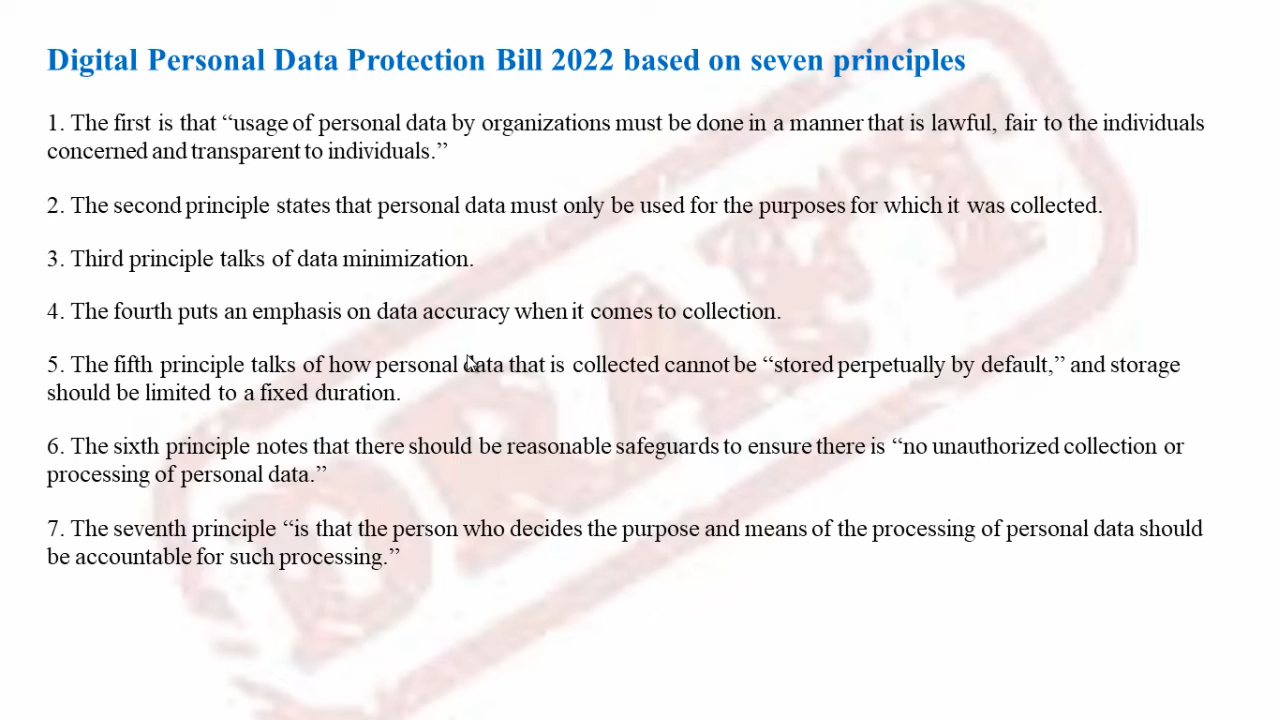 Digital Personal Data Protection Bill 2022 based on seven principles
1. The first is that “usage of personal data by organizations must be done in a manner that is lawful, fair to the individuals
concerned and transparent to individuals.”
2. The second principle states that personal data must only be used for the purposes for which it was collected.
3. Third principle talks of data minimization.
4. The fourth puts an emphasis on data accuracy when it comes to collection.
5. The fifth principle talks of how personal data that is collected cannot be “stored perpetually by default,” and storage
should be limited to a fixed duration.
6. The sixth principle notes that there should be reasonable safeguards to ensure there is “no unauthorized collection or
processing of personal data.”
7. The seventh principle “is that the person who decides the purpose and means of the processing of personal data should
be accountable for such processing.”
DRAFT